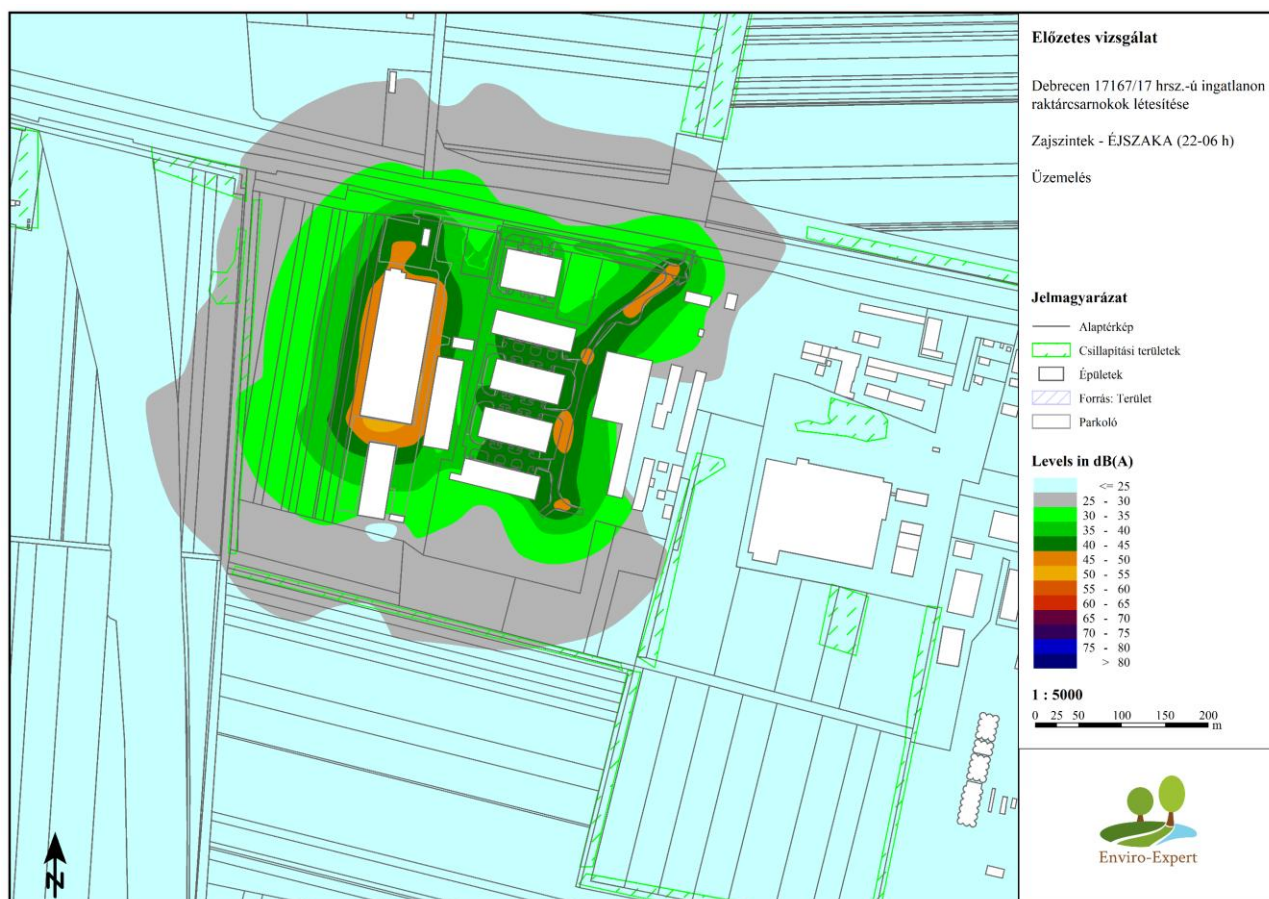 Előzetes vizsgálat
Debrecen 17167/17 hrsz.-ú ingatlanon
raktárcsarnokok létesítése
Zajszintek - ÉJSZAKA (22-06 h)
Üzemelés
Jelmagyarázat
Alaptérkép
Csillapítási területek
Épületek
Forrás: Terület
Parkoló
Levels in dB(A)
<= 25
25 - 30
30 - 35
35 - 40
40 - 45
45 - 50
50 - 55
55 - 60
60 - 65
65 - 70
70 - 75
75 - 80
> 80
1 : 5000
0 25 50 100 150 200
m
Enviro-Expert
N